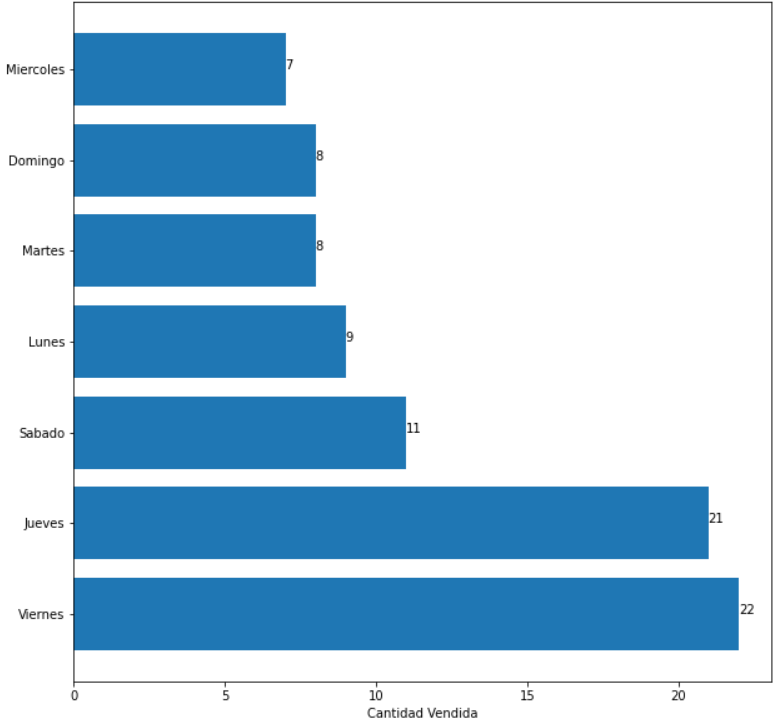 Miercoles
7
Domingo
8
Martes
8
Lunes
9
Sabado
11
Jueves
21
Viernes
22
0 5 10 15 20
Cantidad Vendida